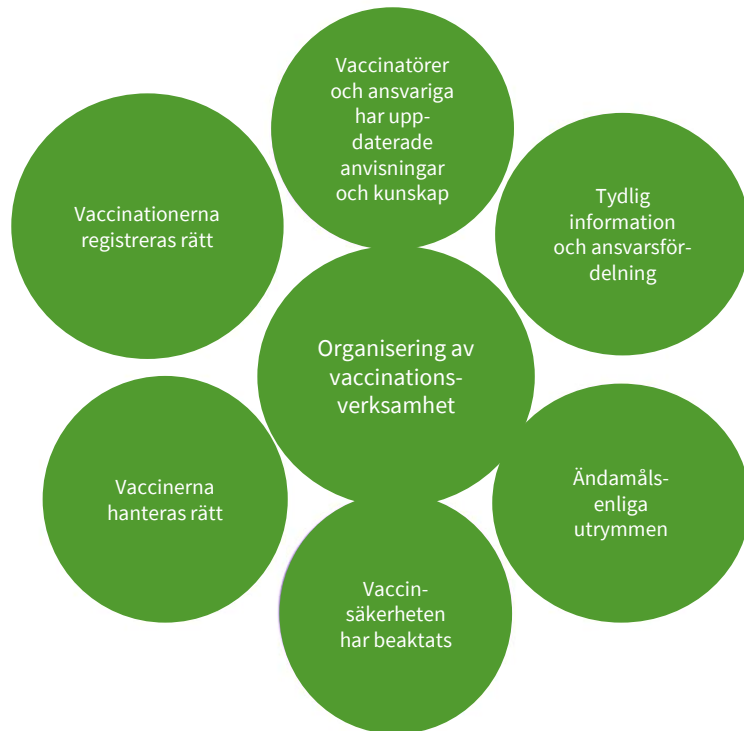 Vaccinatörer
och ansvariga
har upp-
daterade
anvisningar
och kunskap
Tydlig
information
och ansvarsför-
delning
Ändamåls-
enliga
utrymmen
Vaccin-
säkerheten
har beaktats
Vaccinerna
hanteras rätt
Vaccinationerna
registreras rätt
Organisering av
vaccinations-
verksamhet